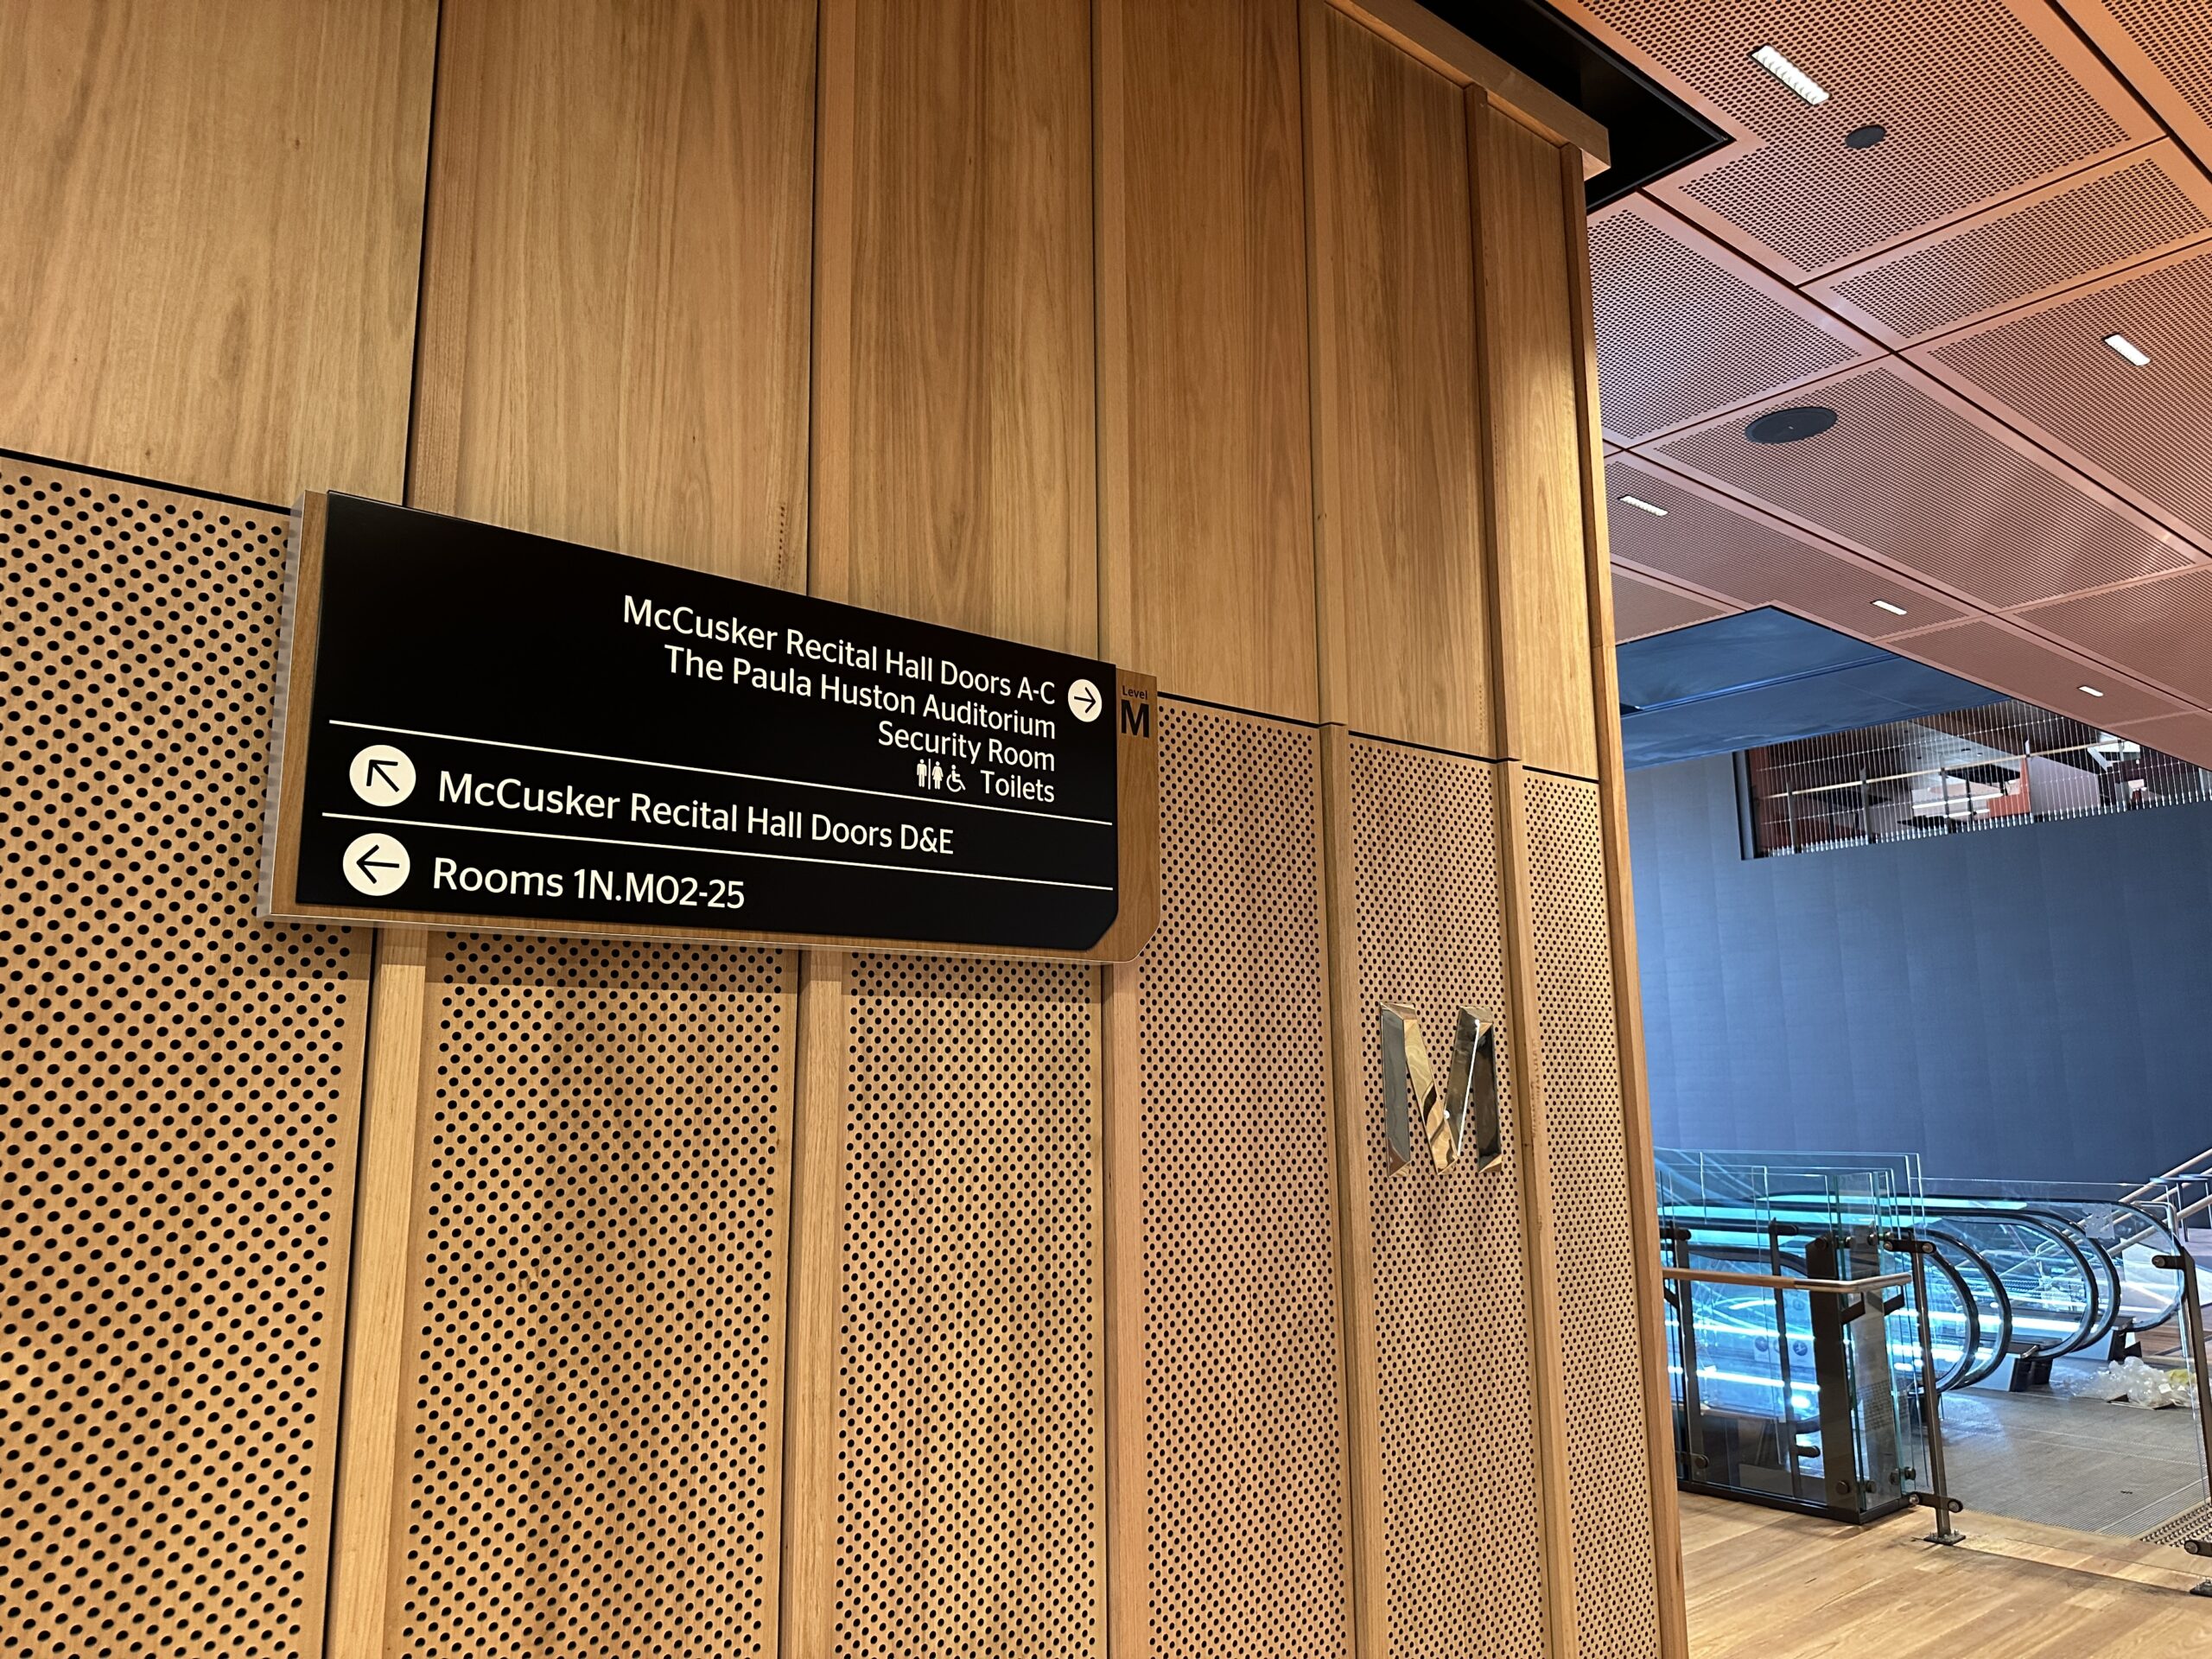 McCusker Recital Hall Doors A-C
The Paula Huston Auditorium
Security Room
Toilets
McCusker Recital Hall Doors D&E
Rooms 1N.M02-25
Level
M
M